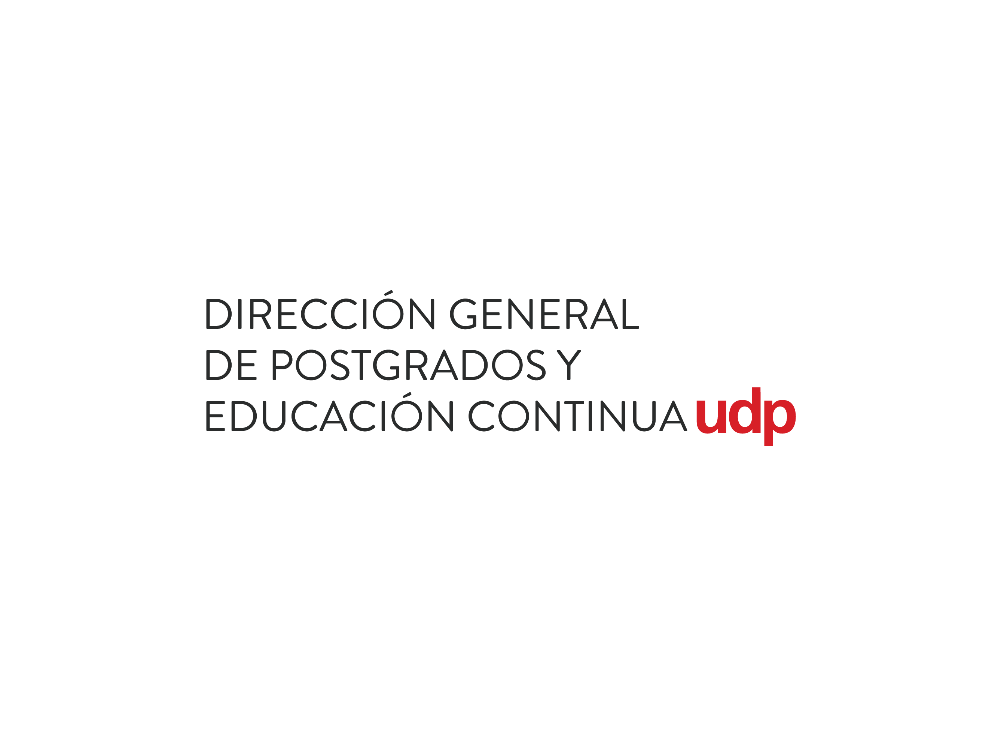 DIRECCIÓN GENERAL
DE POSTGRADOS Y
EDUCACIÓN CONTINUA udp